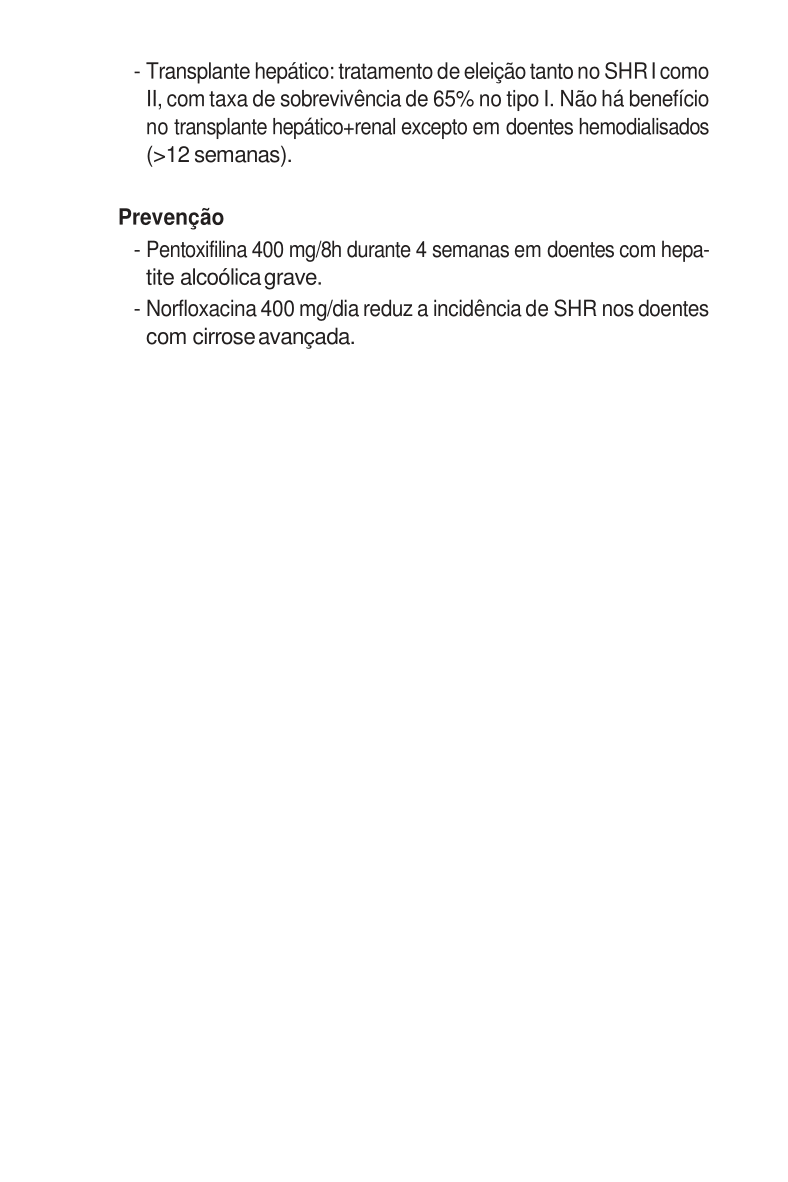 - Transplante hepático: tratamento de eleição tanto no SHR I como
II, com taxa de sobrevivência de 65% no tipo I. Não há benefício
no transplante hepático+renal excepto em doentes hemodialisados
(>12 semanas).
Prevenção
- Pentoxifilina 400 mg/8h durante 4 semanas em doentes com hepa-
tite alcoólica grave.
- Norfloxacina 400 mg/dia reduz a incidência de SHR nos doentes
com cirrose avançada.